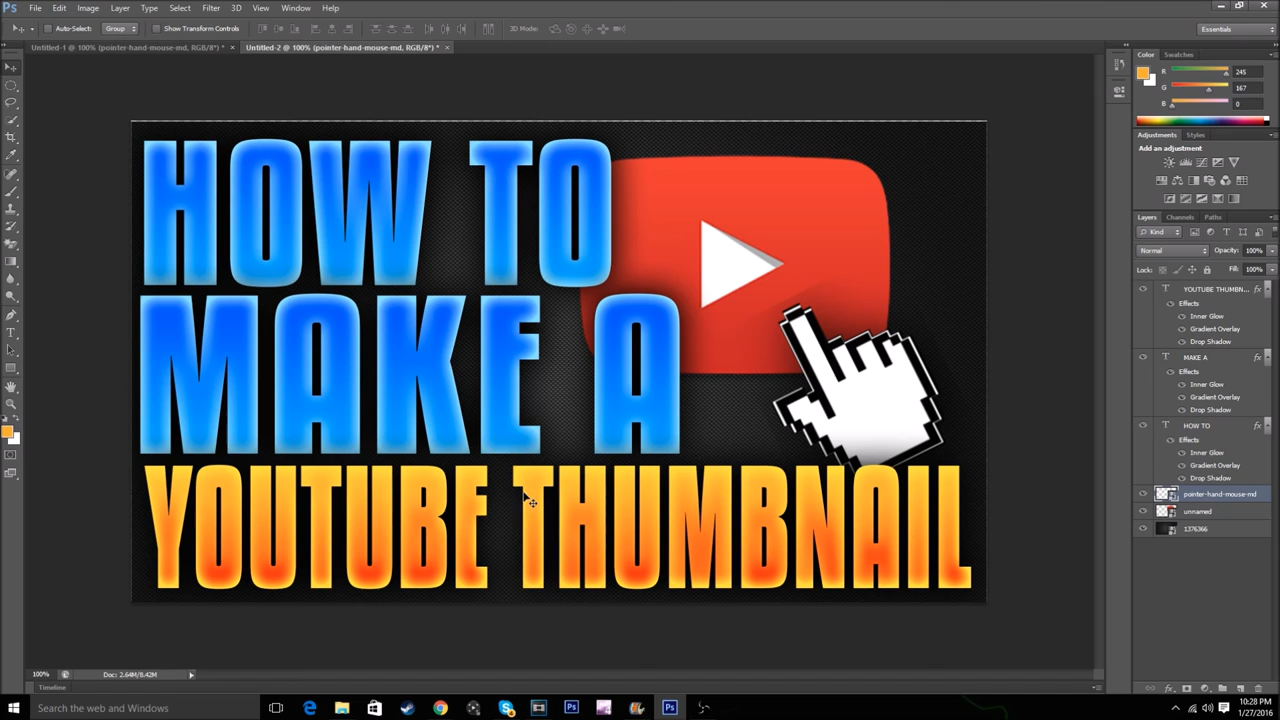 Ps File Edit Image Layer Type Select Filter 3D View Window Help
Auto-Select: Group Show Transform Controls 3D Mode: Essentials
Untitled-1 @ 100% (pointer-hand-mouse-md, RGB/8*) * × Untitled-2 @ 100% (pointer-hand-mouse-md, RGB/8*) * ×
Color Swatches
R 245
G 167
B 0
Adjustments Styles
Add an adjustment
Layers Channels Paths
Kind
Normal Opacity: 100%
Lock: Fill: 100%
T YOUTUBE THUMBN... fx
Effects
Inner Glow
Gradient Overlay
Drop Shadow
T MAKE A fx
Effects
Inner Glow
Gradient Overlay
Drop Shadow
T HOW TO fx
Effects
Inner Glow
Gradient Overlay
Drop Shadow
pointer-hand-mouse-md
unnamed
1376366
HOW TO
MAKE A
YOUTUBE THUMBNAIL
100% Doc: 2.64M/8.42M
Timeline
Search the web and Windows
10:28 PM
1/27/2016